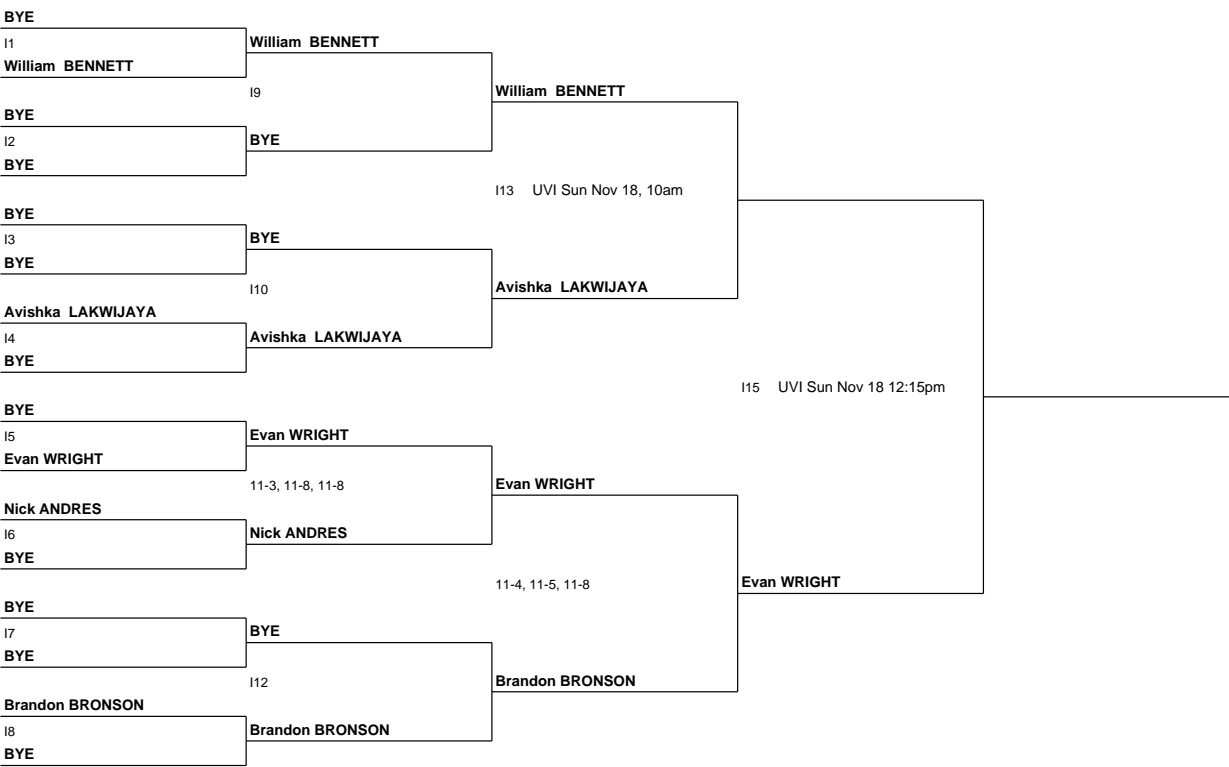 BYE
I1
William BENNETT
BYE
I2
BYE
BYE
I3
BYE
Avishka LAKWIJAYA
I4
BYE
BYE
I5
Evan WRIGHT
Nick ANDRES
I6
BYE
BYE
I7
BYE
Brandon BRONSON
I8
BYE
William BENNETT
I9
BYE
BYE
I10
Avishka LAKWIJAYA
Evan WRIGHT
11-3, 11-8, 11-8
Nick ANDRES
BYE
I12
Brandon BRONSON
William BENNETT
I13 UVI Sun Nov 18, 10am
Avishka LAKWIJAYA
Evan WRIGHT
11-4, 11-5, 11-8
Brandon BRONSON
I15 UVI Sun Nov 18 12:15pm
Evan WRIGHT